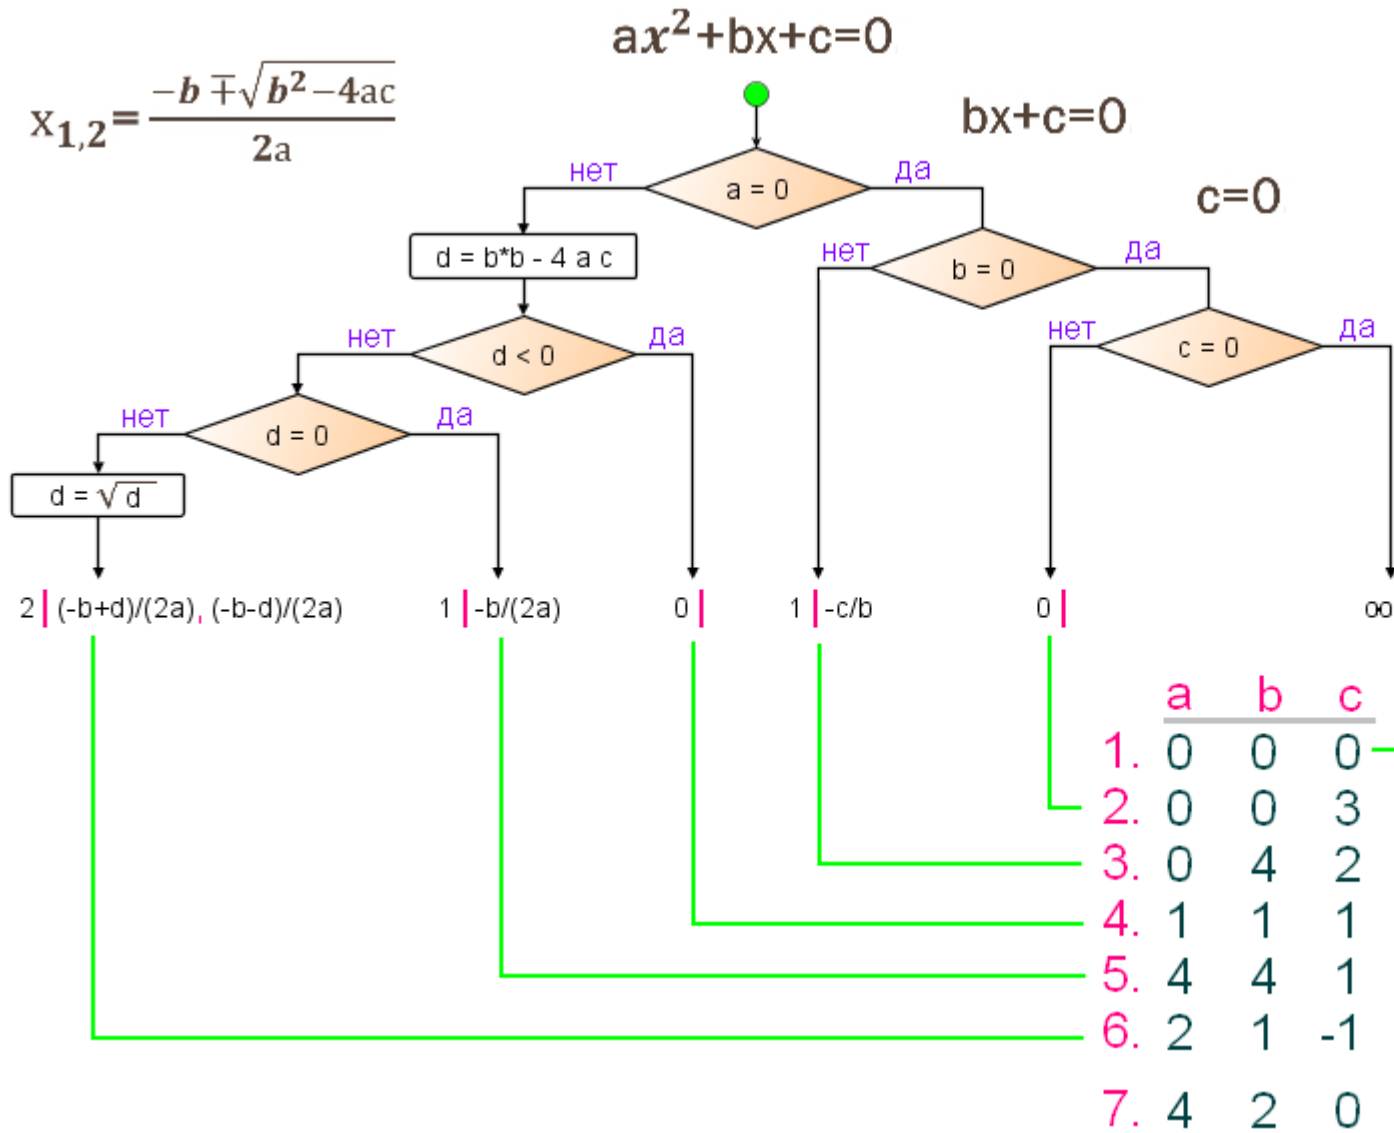 ax²+bx+c=0
x₁,₂ = (-b ∓ √(b²-4ac)) / 2a
bx+c=0
c=0
нет
a = 0
да
d = b*b - 4 a c
нет
b = 0
да
нет
d < 0
да
нет
c = 0
да
нет
d = 0
да
d = √d
2 | (-b+d)/(2a), (-b-d)/(2a)
1 | -b/(2a)
0 |
1 | -c/b
0 |
∞
a b c
1. 0 0 0
2. 0 0 3
3. 0 4 2
4. 1 1 1
5. 4 4 1
6. 2 1 -1
7. 4 2 0